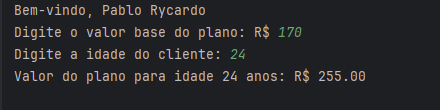 Bem-vindo, Pablo Rycardo
Digite o valor base do plano: R$ 170
Digite a idade do cliente: 24
Valor do plano para idade 24 anos: R$ 255.00